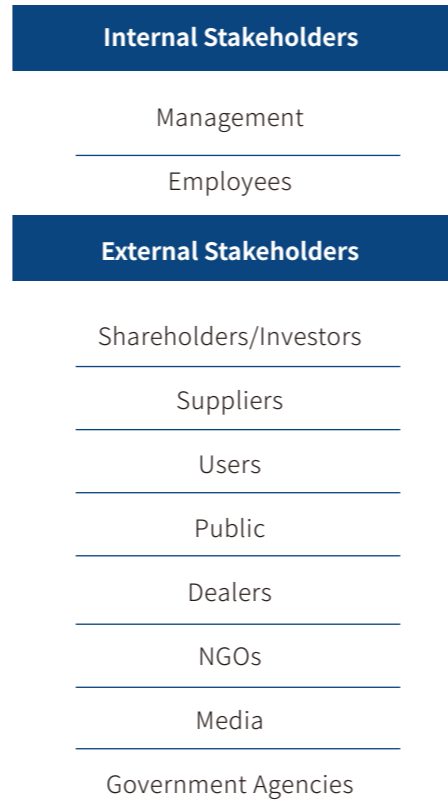 Internal Stakeholders
Management
Employees
External Stakeholders
Shareholders/Investors
Suppliers
Users
Public
Dealers
NGOs
Media
Government Agencies